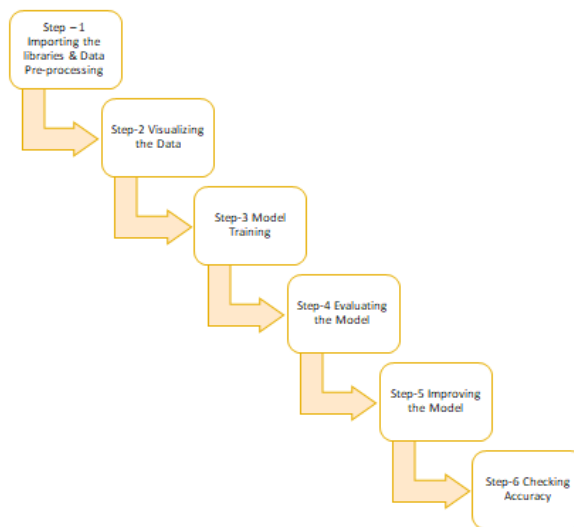 Step – 1
Importing the
libraries & Data
Pre-processing
Step-2 Visualizing
the Data
Step-3 Model
Training
Step-4 Evaluating
the Model
Step-5 Improving
the Model
Step-6 Checking
Accuracy